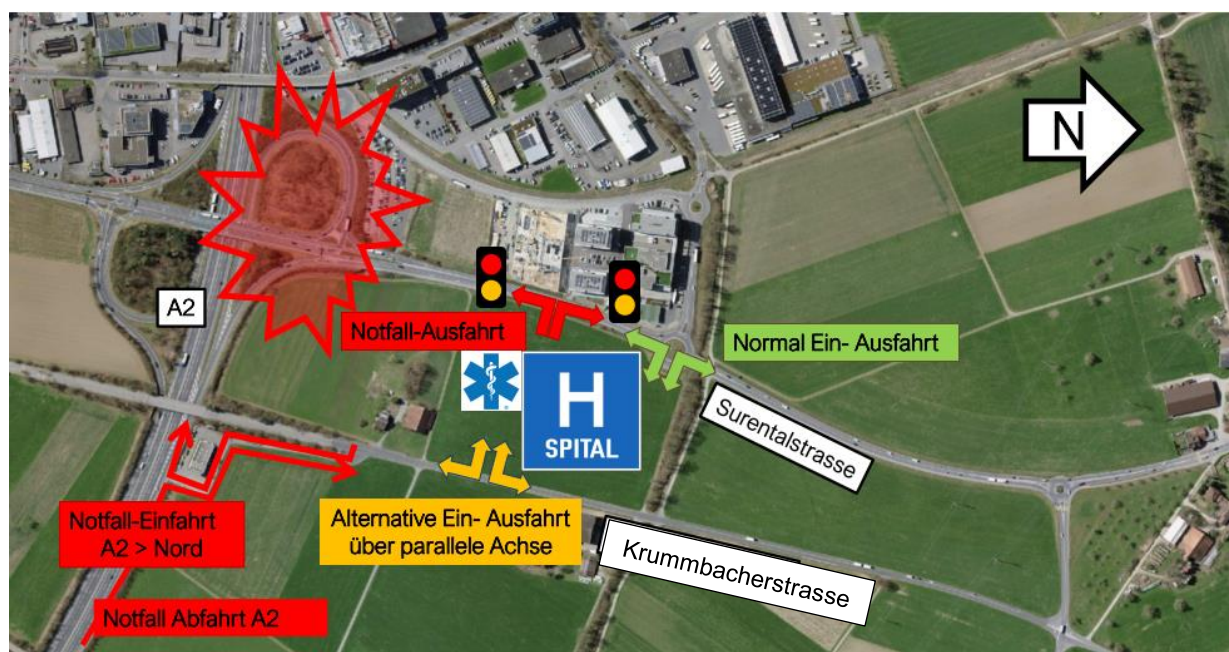 N
A2
Notfall-Ausfahrt
Normal Ein- Ausfahrt
H
SPITAL
Surentalstrasse
Notfall-Einfahrt
A2 > Nord
Alternative Ein- Ausfahrt
über parallele Achse
Krummbacherstrasse
Notfall Abfahrt A2